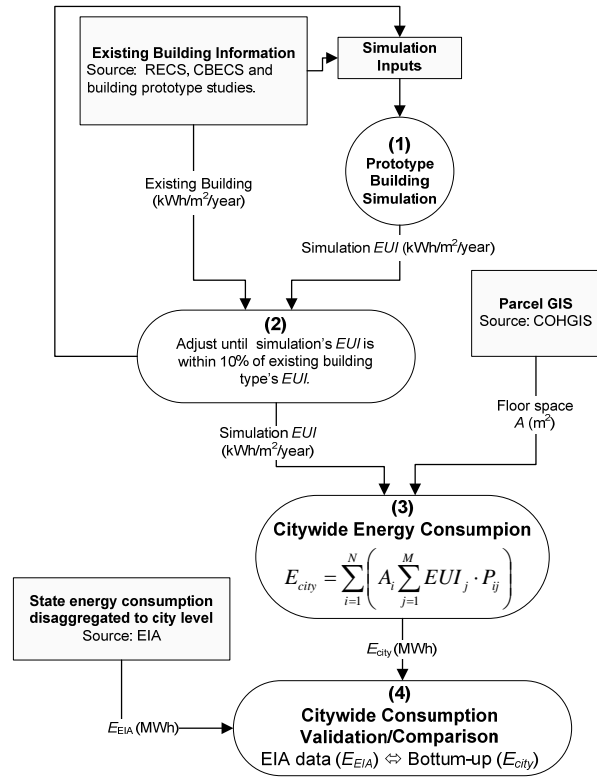 Existing Building Information
Source: RECS, CBECS and
building prototype studies.
Simulation
Inputs
(1)
Prototype
Building
Simulation
Existing Building
(kWh/m²/year)
Simulation EUI (kWh/m²/year)
Parcel GIS
Source: COHGIS
(2)
Adjust until simulation's EUI is
within 10% of existing building
type's EUI.
Floor space
A (m²)
Simulation EUI
(kWh/m²/year)
(3)
Citywide Energy Consumpion
E_city = \sum_{i=1}^{N} ( A_i \sum_{j=1}^{M} EUI_j · P_ij )
State energy consumption
disaggregated to city level
Source: EIA
E_city (MWh)
E_EIA (MWh)
(4)
Citywide Consumption
Validation/Comparison
EIA data (E_EIA) ⇔ Bottum-up (E_city)